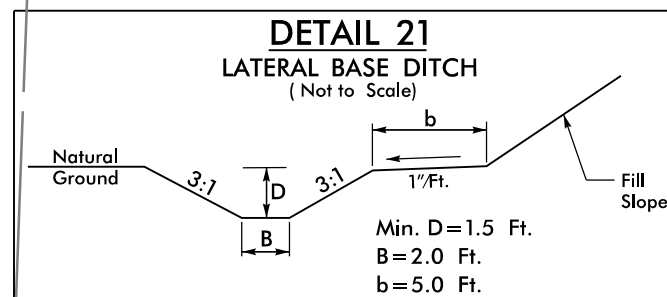 DETAIL 21
LATERAL BASE DITCH
( Not to Scale)
b
Natural
Ground
3:1
D
3:1
1"/Ft.
Fill
Slope
B
Min. D=1.5 Ft.
B=2.0 Ft.
b=5.0 Ft.